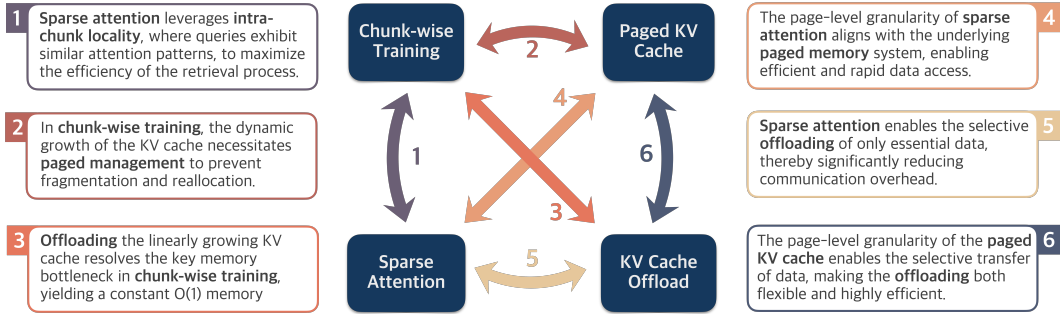 1
Sparse attention leverages intra-
chunk locality, where queries exhibit
similar attention patterns, to maximize
the efficiency of the retrieval process.
2
In chunk-wise training, the dynamic
growth of the KV cache necessitates
paged management to prevent
fragmentation and reallocation.
3
Offloading the linearly growing KV
cache resolves the key memory
bottleneck in chunk-wise training,
yielding a constant O(1) memory
Chunk-wise
Training
2
Paged KV
Cache
4
1
6
3
Sparse
Attention
5
KV Cache
Offload
4
The page-level granularity of sparse
attention aligns with the underlying
paged memory system, enabling
efficient and rapid data access.
5
Sparse attention enables the selective
offloading of only essential data,
thereby significantly reducing
communication overhead.
6
The page-level granularity of the paged
KV cache enables the selective transfer
of data, making the offloading both
flexible and highly efficient.